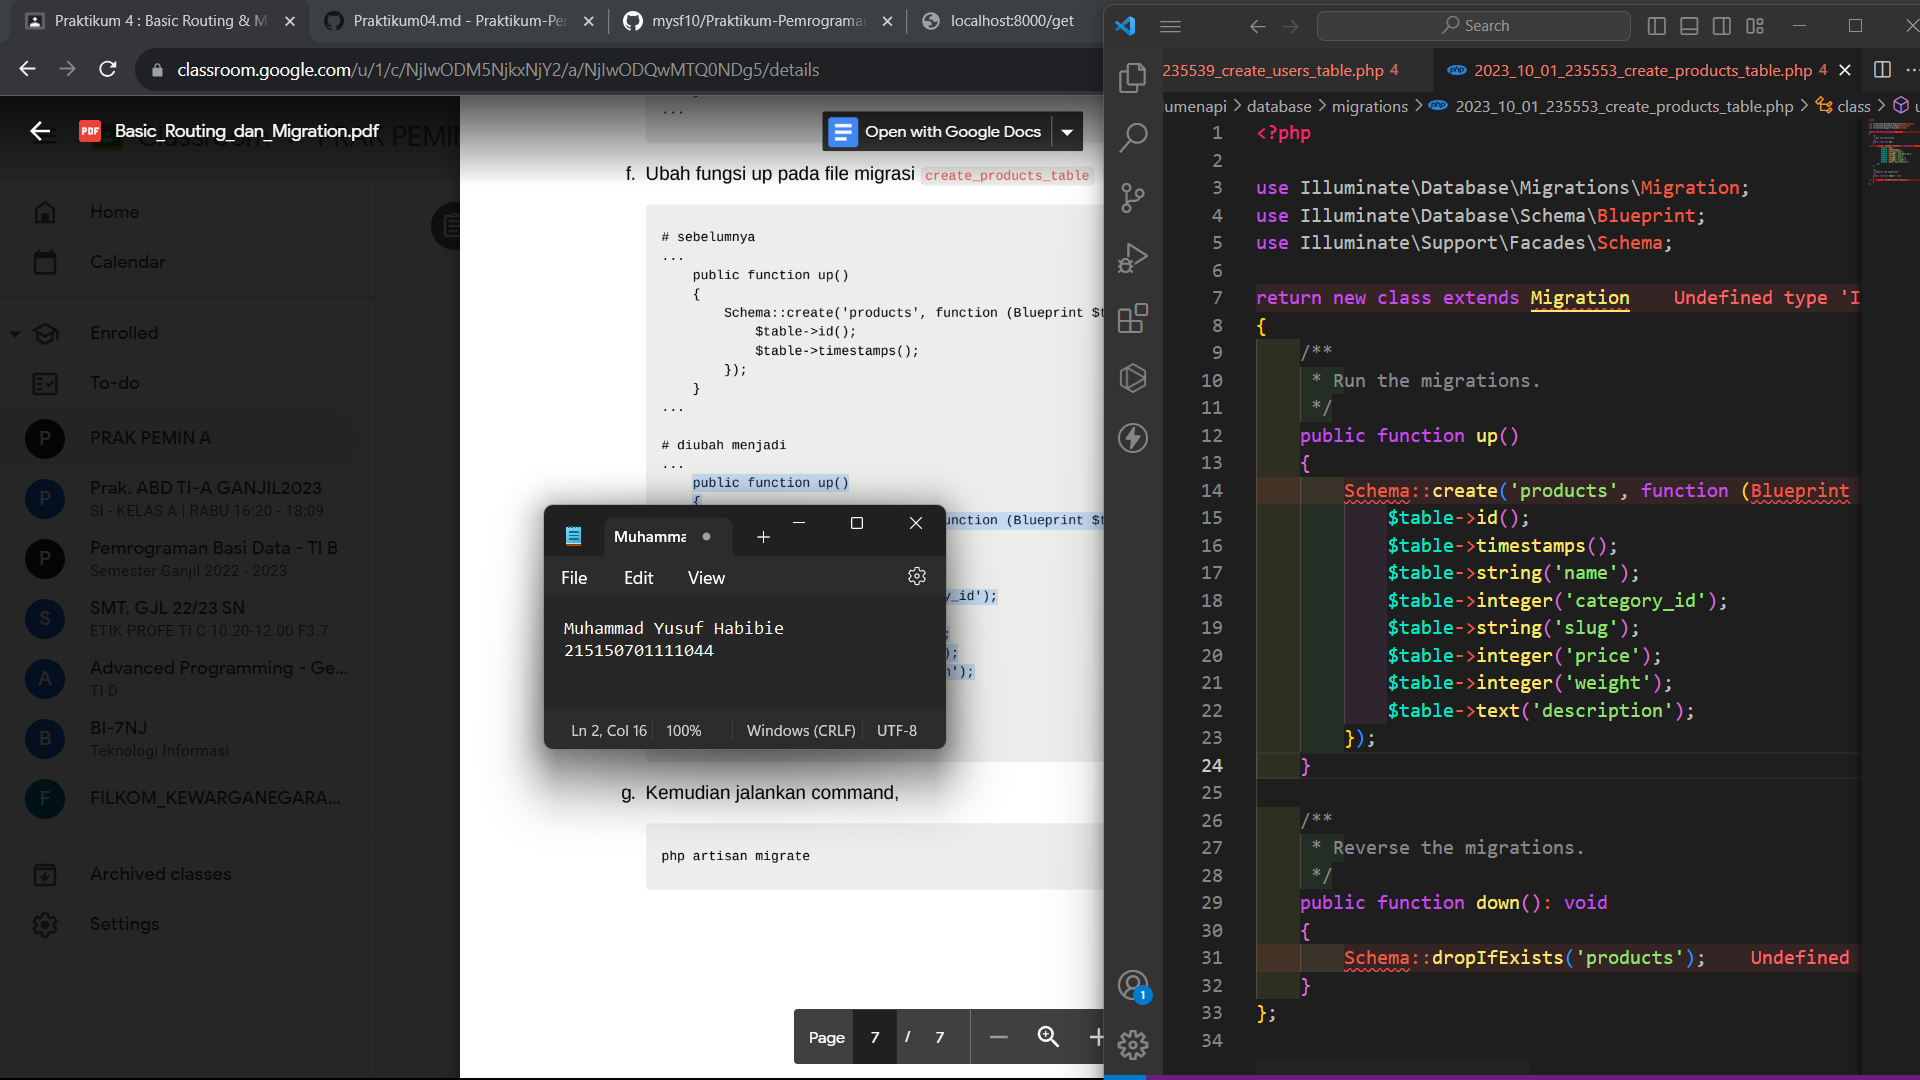 Praktikum 4 : Basic Routing & M
Praktikum04.md - Praktikum-Pe
mysf10/Praktikum-Pemrograma
localhost:8000/get
classroom.google.com/u/1/c/NjIwODM5NjkxNjY2/a/NjIwODQwMTQ0NDg5/details
PDF
Basic_Routing_dan_Migration.pdf
Open with Google Docs
Home
Calendar
Enrolled
To-do
P
PRAK PEMIN A
P
Prak. ABD TI-A GANJIL2023
SI - KELAS A | RABU 16:20 - 18:09
P
Pemrograman Basi Data - TI B
Semester Ganjil 2022 - 2023
S
SMT. GJL 22/23 SN
ETIK PROFE TI C 10.20-12.00 F3.7
A
Advanced Programming - Ge...
TI D
B
BI-7NJ
Teknologi Informasi
F
FILKOM_KEWARGANEGARA...
Archived classes
Settings
...
f. Ubah fungsi up pada file migrasi create_products_table
# sebelumnya
...
public function up()
{
Schema::create('products', function (Blueprint $t
$table->id();
$table->timestamps();
});
}
...
# diubah menjadi
...
public function up()
{
unction (Blueprint $t
y_id');
;
);
');
g. Kemudian jalankan command,
php artisan migrate
Page 7 / 7
Muhamma
File Edit View
Muhammad Yusuf Habibie
215150701111044
Ln 2, Col 16 100% Windows (CRLF) UTF-8
Search
235539_create_users_table.php 4
php 2023_10_01_235553_create_products_table.php 4
umenapi > database > migrations > php 2023_10_01_235553_create_products_table.php > class >
1 <?php
2
3 use Illuminate\Database\Migrations\Migration;
4 use Illuminate\Database\Schema\Blueprint;
5 use Illuminate\Support\Facades\Schema;
6
7 return new class extends Migration Undefined type 'I
8 {
9 /**
10 * Run the migrations.
11 */
12 public function up()
13 {
14 Schema::create('products', function (Blueprint
15 $table->id();
16 $table->timestamps();
17 $table->string('name');
18 $table->integer('category_id');
19 $table->string('slug');
20 $table->integer('price');
21 $table->integer('weight');
22 $table->text('description');
23 });
24 }
25
26 /**
27 * Reverse the migrations.
28 */
29 public function down(): void
30 {
31 Schema::dropIfExists('products'); Undefined
32 }
33 };
34
1